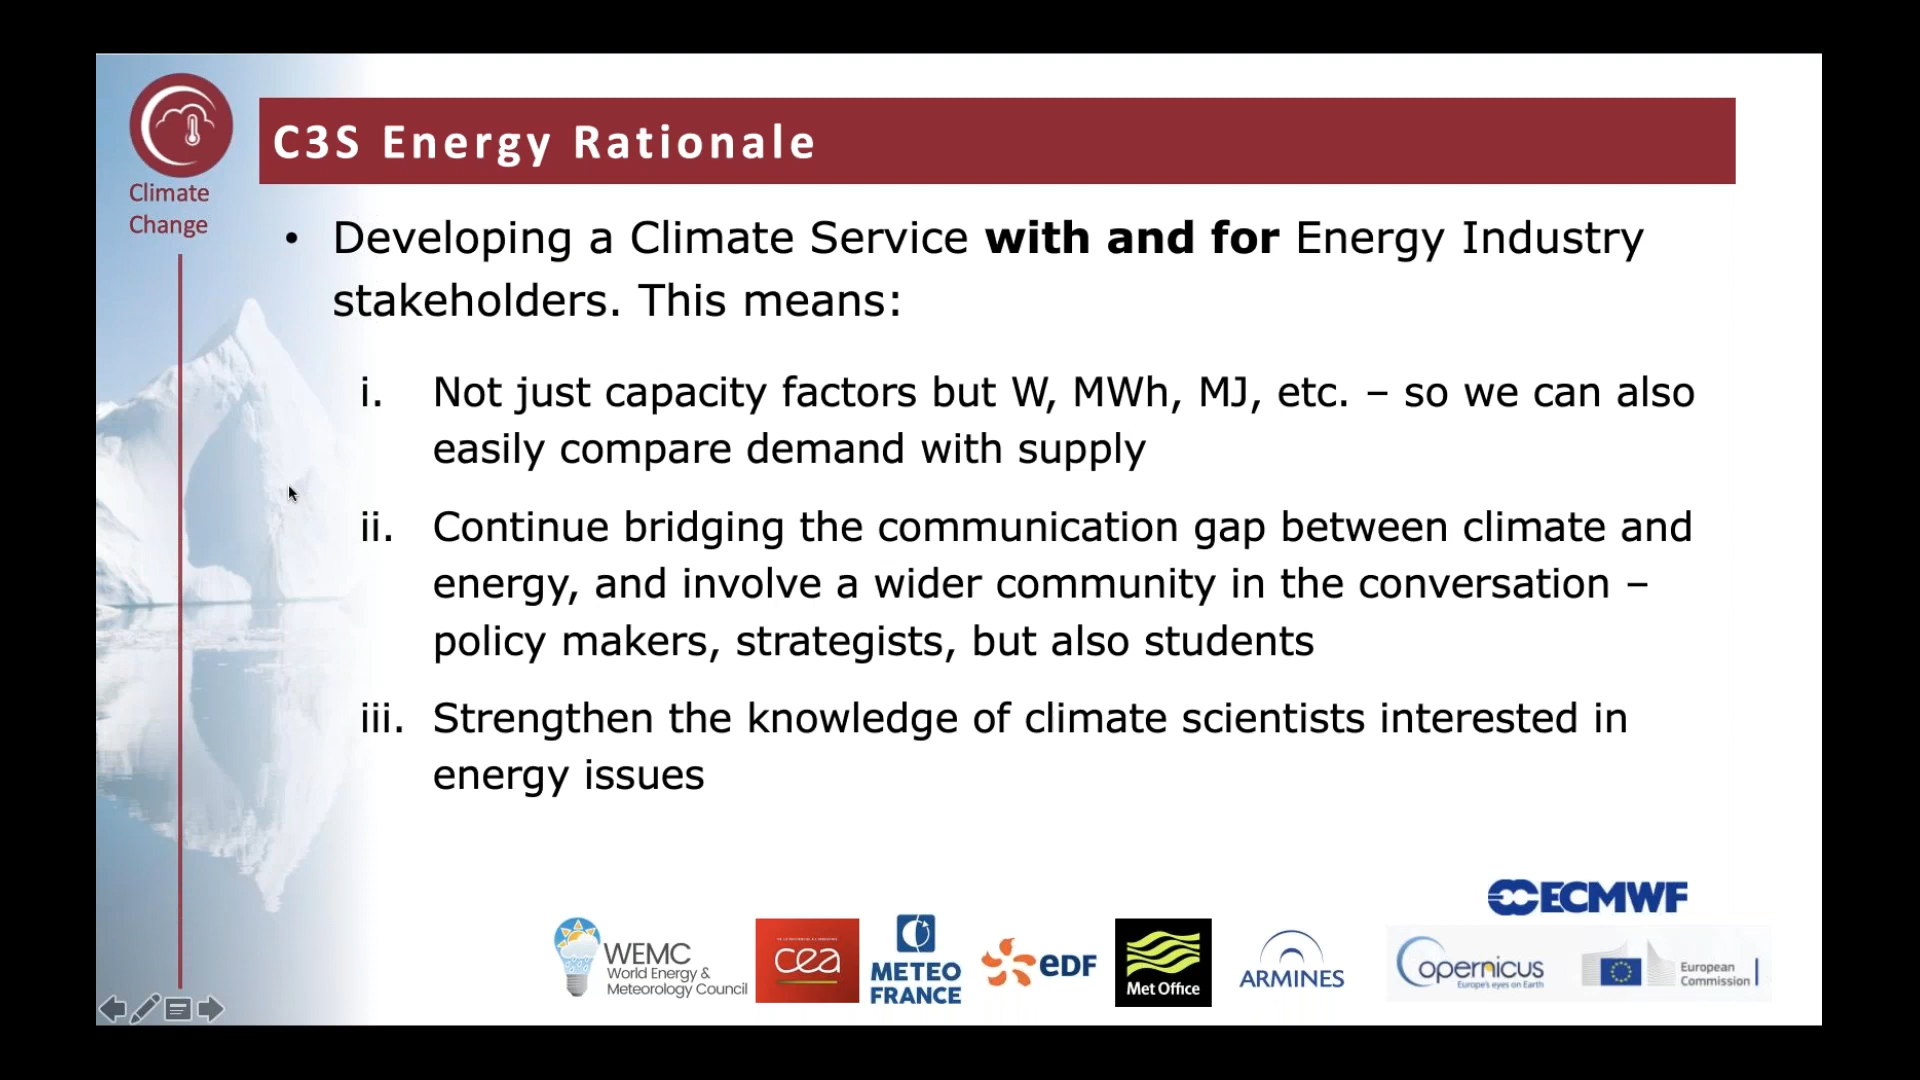 Climate
Change
C3S Energy Rationale
• Developing a Climate Service with and for Energy Industry
stakeholders. This means:
i. Not just capacity factors but W, MWh, MJ, etc. – so we can also
easily compare demand with supply
ii. Continue bridging the communication gap between climate and
energy, and involve a wider community in the conversation –
policy makers, strategists, but also students
iii. Strengthen the knowledge of climate scientists interested in
energy issues
ECMWF
WEMC
World Energy &
Meteorology Council
cea
METEO
FRANCE
eDF
Met Office
ARMINES
Copernicus
Europe's eyes on Earth
European
Commission